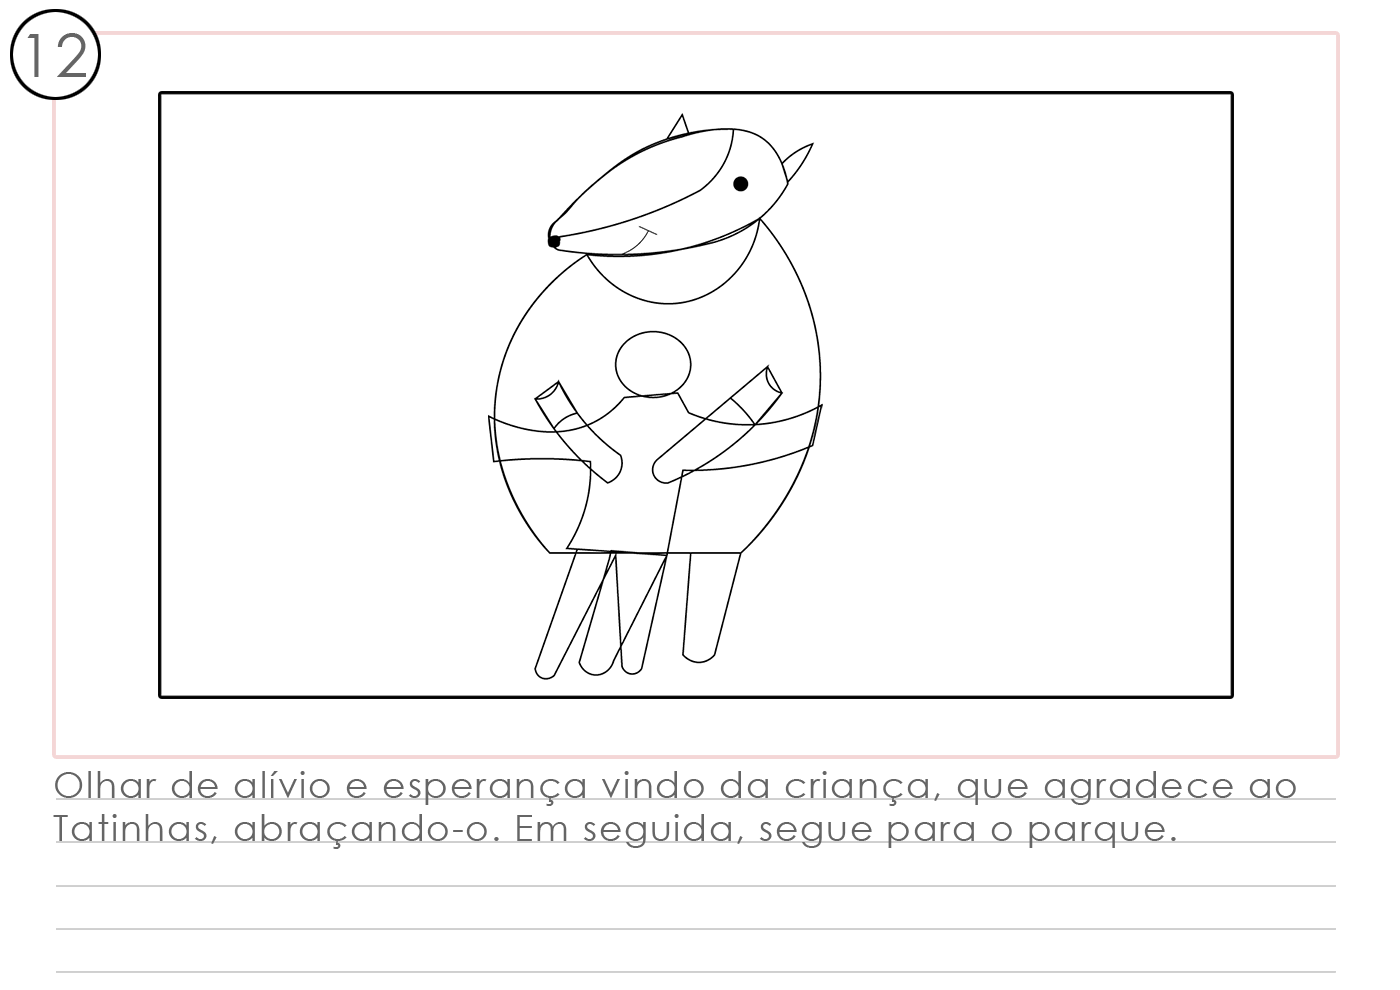 12
Olhar de alívio e esperança vindo da criança, que agradece ao
Tatinhas, abraçando-o. Em seguida, segue para o parque.